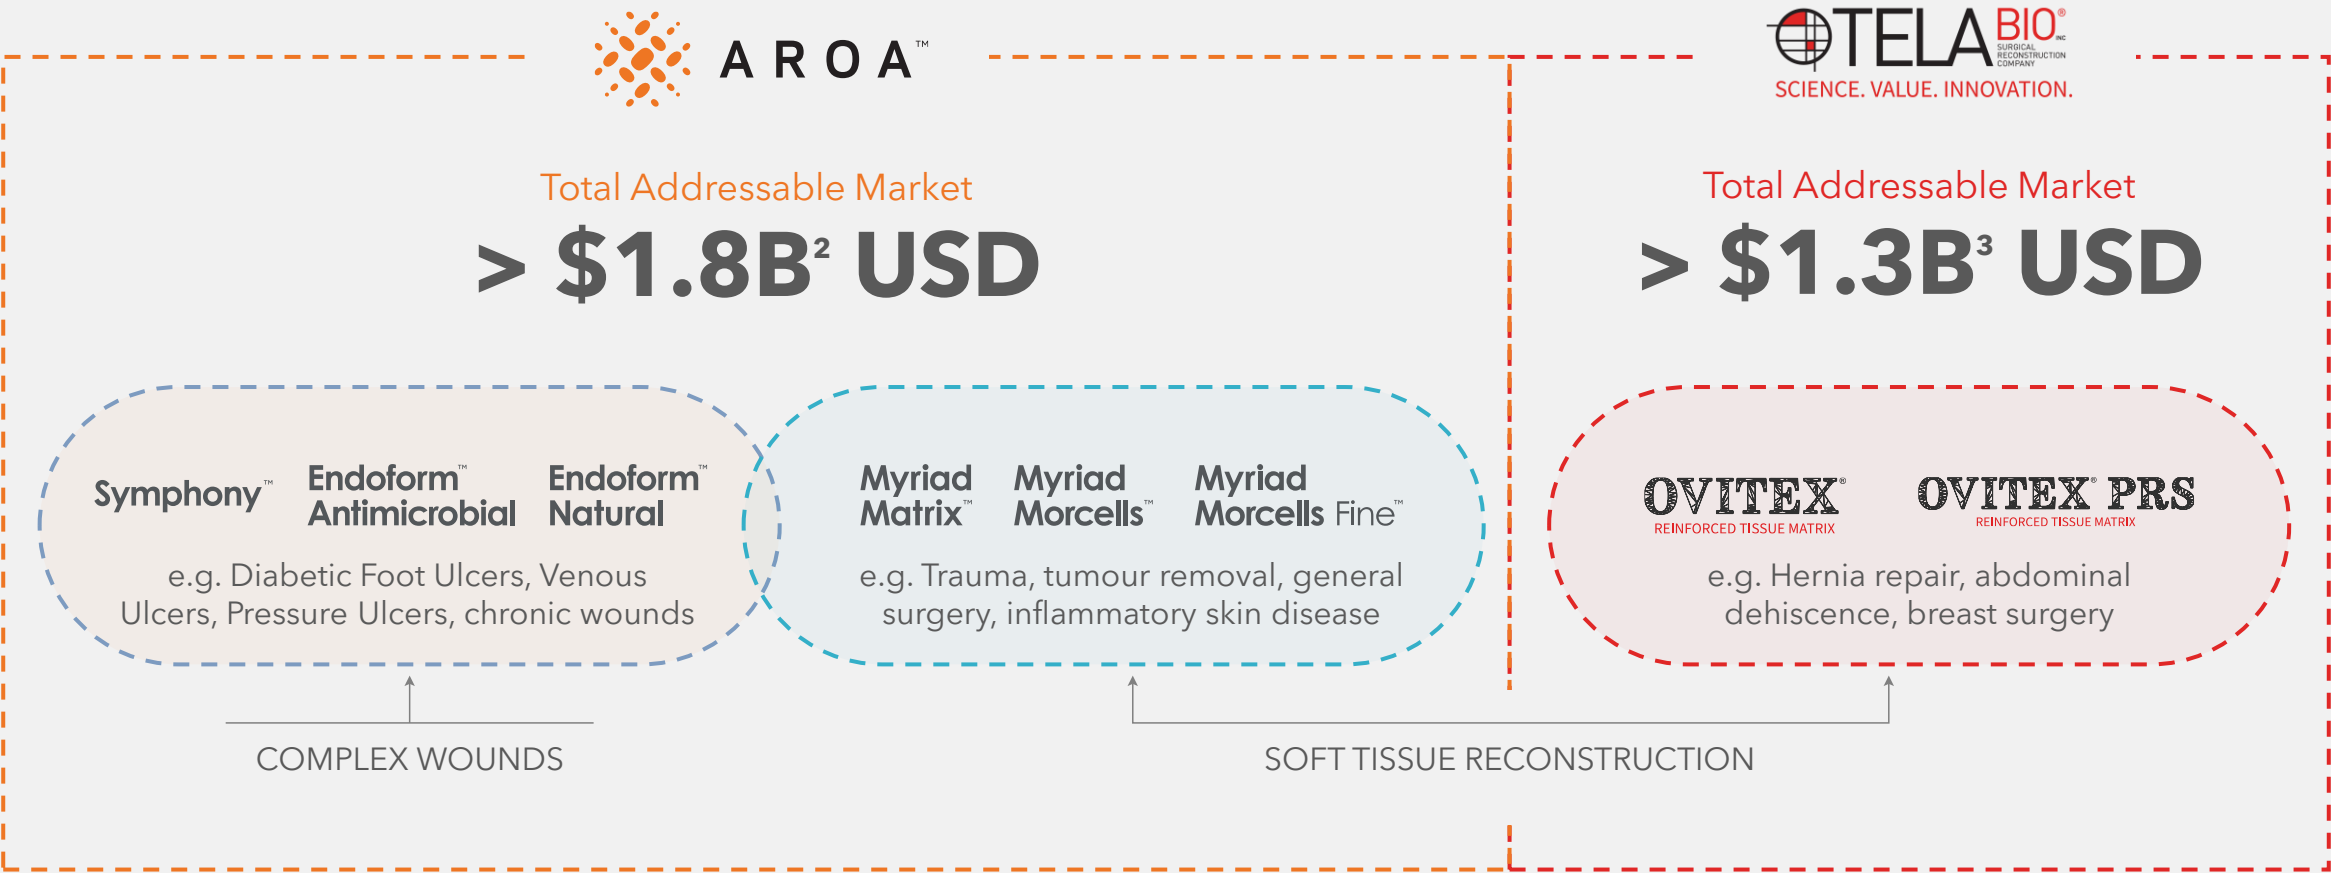 AROA™
Total Addressable Market
> $1.8B² USD
Symphony™
Endoform™
Antimicrobial
Endoform™
Natural
e.g. Diabetic Foot Ulcers, Venous
Ulcers, Pressure Ulcers, chronic wounds
Myriad
Matrix™
Myriad
Morcells™
Myriad
Morcells Fine™
e.g. Trauma, tumour removal, general
surgery, inflammatory skin disease
TELA BIO® INC
SURGICAL
RECONSTRUCTION
COMPANY
SCIENCE. VALUE. INNOVATION.
Total Addressable Market
> $1.3B³ USD
OVITEX®
REINFORCED TISSUE MATRIX
OVITEX® PRS
REINFORCED TISSUE MATRIX
e.g. Hernia repair, abdominal
dehiscence, breast surgery
COMPLEX WOUNDS
SOFT TISSUE RECONSTRUCTION